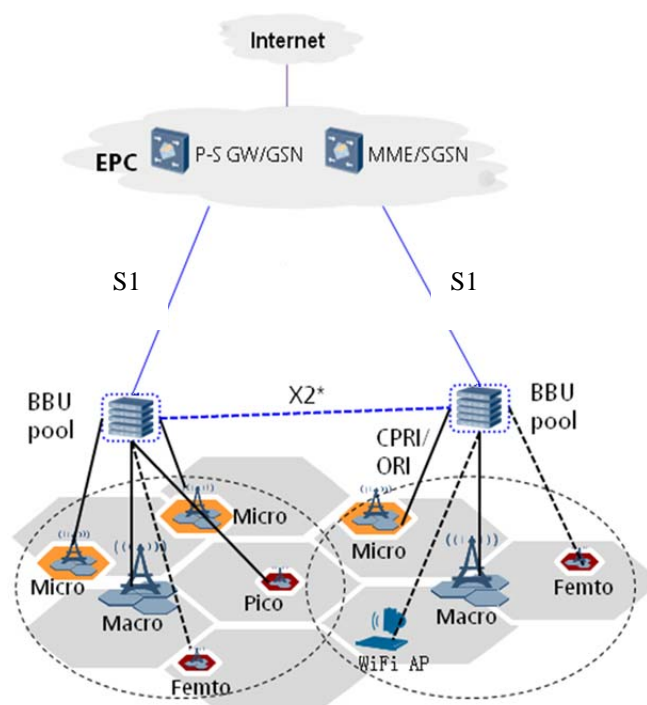 Internet
EPC
P-S GW/GSN
MME/SGSN
S1
S1
BBU
pool
X2*
BBU
pool
CPRI/
ORI
Micro
Micro
Micro
Macro
Pico
Macro
Femto
Femto
WiFi AP